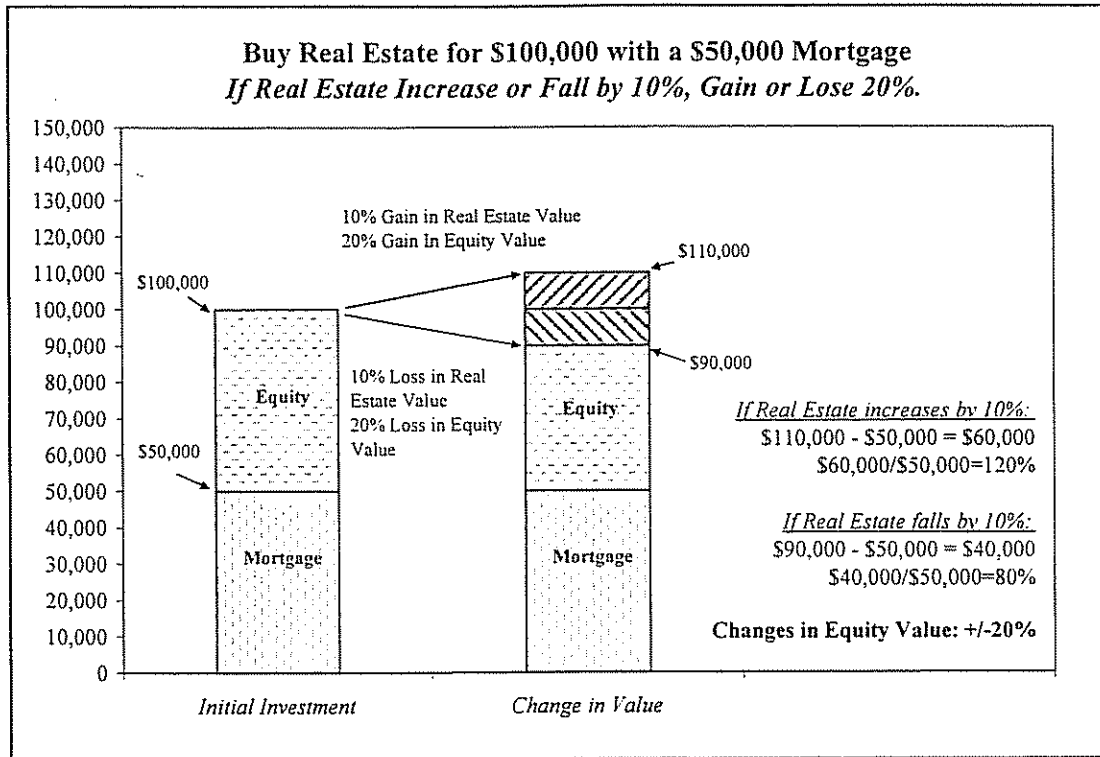 Buy Real Estate for $100,000 with a $50,000 Mortgage
If Real Estate Increase or Fall by 10%, Gain or Lose 20%.
150,000
140,000
130,000
120,000
110,000
100,000
90,000
80,000
70,000
60,000
50,000
40,000
30,000
20,000
10,000
0
$100,000
$50,000
Equity
Mortgage
10% Gain in Real Estate Value
20% Gain In Equity Value
10% Loss in Real
Estate Value
20% Loss in Equity
Value
$110,000
$90,000
Equity
Mortgage
If Real Estate increases by 10%:
$110,000 - $50,000 = $60,000
$60,000/$50,000=120%
If Real Estate falls by 10%:
$90,000 - $50,000 = $40,000
$40,000/$50,000=80%
Changes in Equity Value: +/-20%
Initial Investment
Change in Value